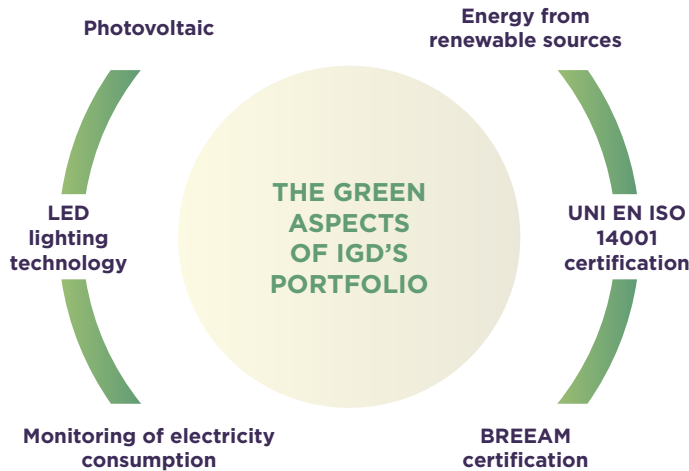 Photovoltaic
Energy from
renewable sources
LED
lighting
technology
THE GREEN
ASPECTS
OF IGD'S
PORTFOLIO
UNI EN ISO
14001
certification
Monitoring of electricity
consumption
BREEAM
certification